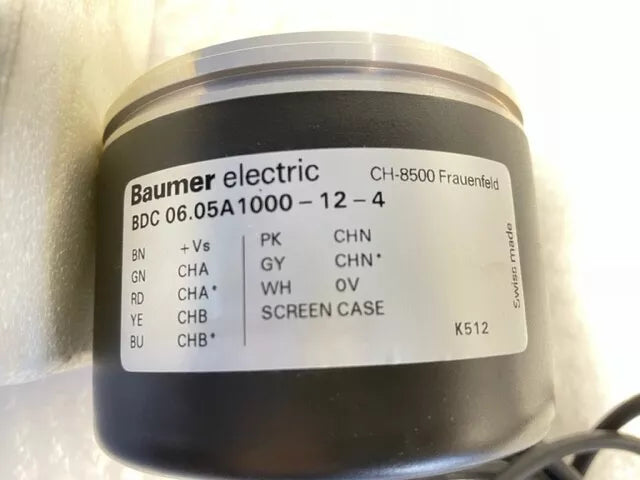 Baumer electric CH-8500 Frauenfeld
BDC 06.05A1000-12-4
BN +Vs
GN CHA
RD CHA*
YE CHB
BU CHB*
PK CHN
GY CHN*
WH 0V
SCREEN CASE
K512
Swiss made